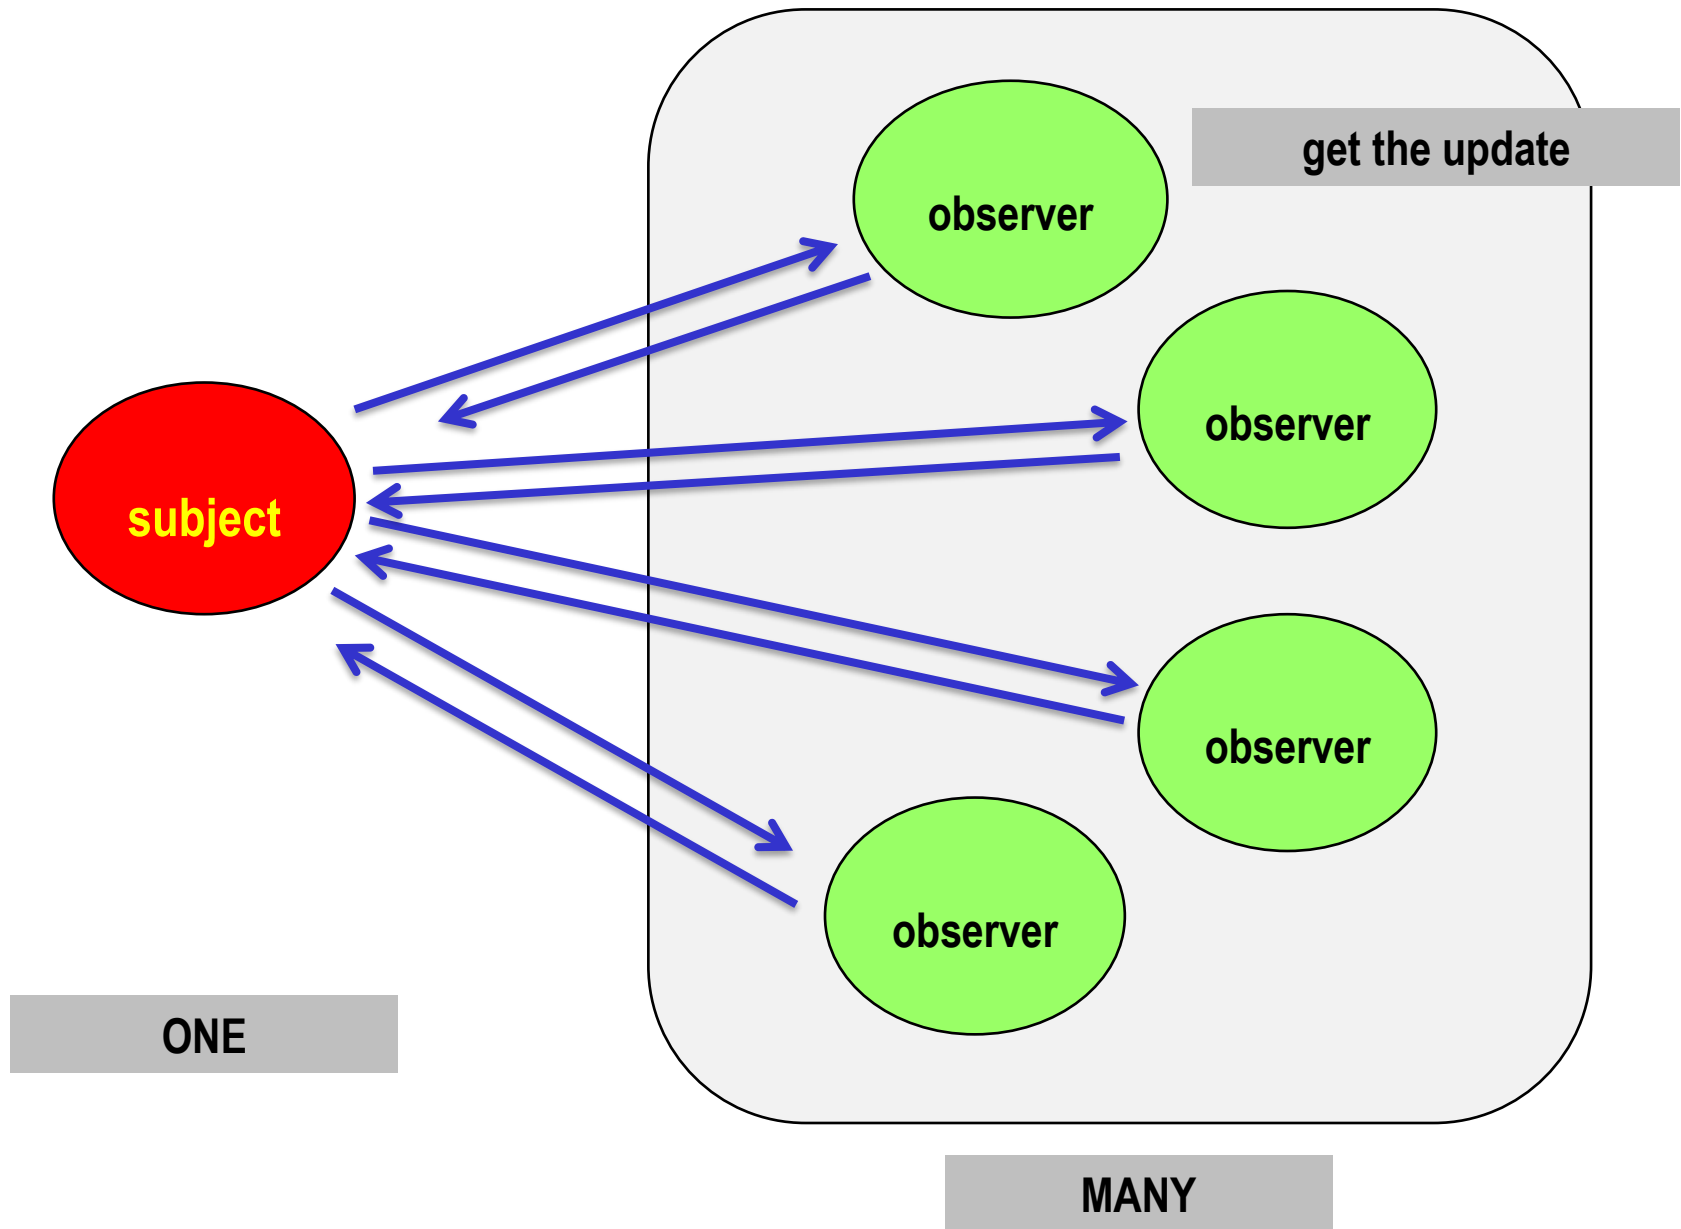 get the update
observer
observer
subject
observer
observer
ONE
MANY